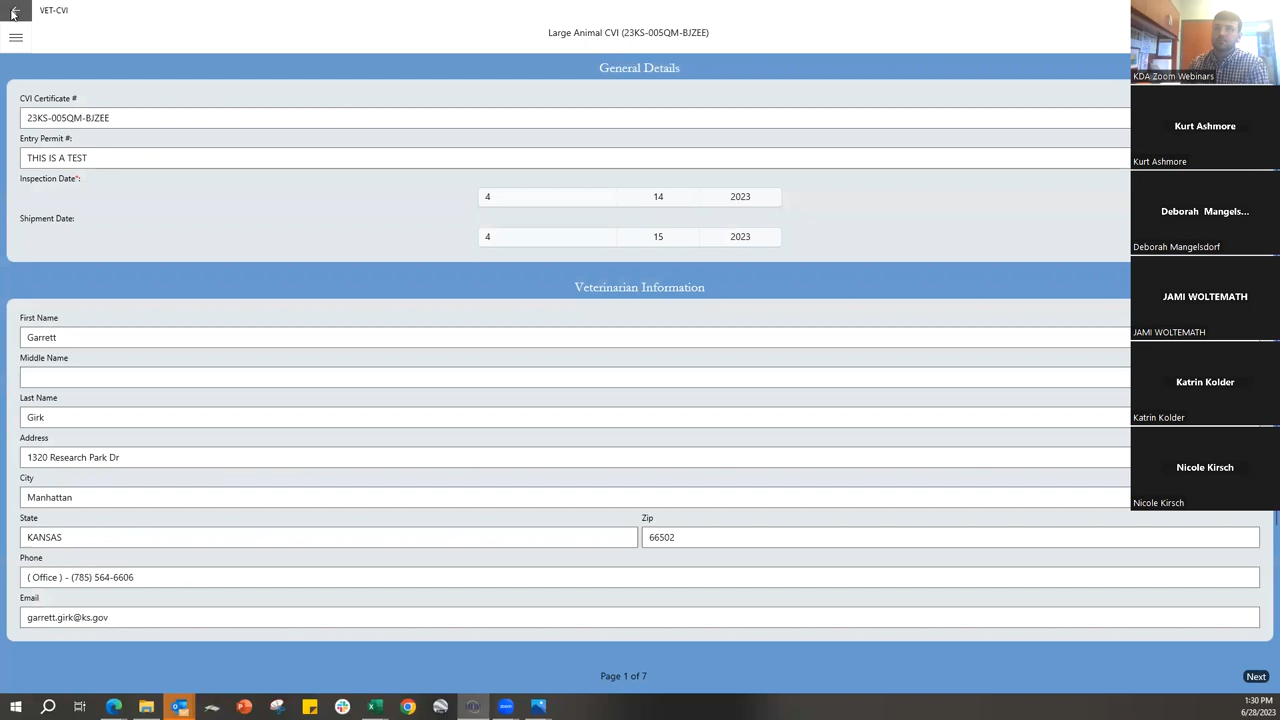 VET-CVI
Large Animal CVI (23KS-005QM-BJZEE)
General Details
CVI Certificate #
23KS-005QM-BJZEE
Entry Permit #:
THIS IS A TEST
Inspection Date*:
4 14 2023
Shipment Date:
4 15 2023
Veterinarian Information
First Name
Garrett
Middle Name
Last Name
Girk
Address
1320 Research Park Dr
City
Manhattan
State Zip
KANSAS 66502
Phone
( Office ) - (785) 564-6606
Email
garrett.girk@ks.gov
Page 1 of 7
Next
KDA Zoom Webinars
Kurt Ashmore
Kurt Ashmore
Deborah Mangels...
Deborah Mangelsdorf
JAMI WOLTEMATH
JAMI WOLTEMATH
Katrin Kolder
Katrin Kolder
Nicole Kirsch
Nicole Kirsch
1:30 PM
6/28/2023